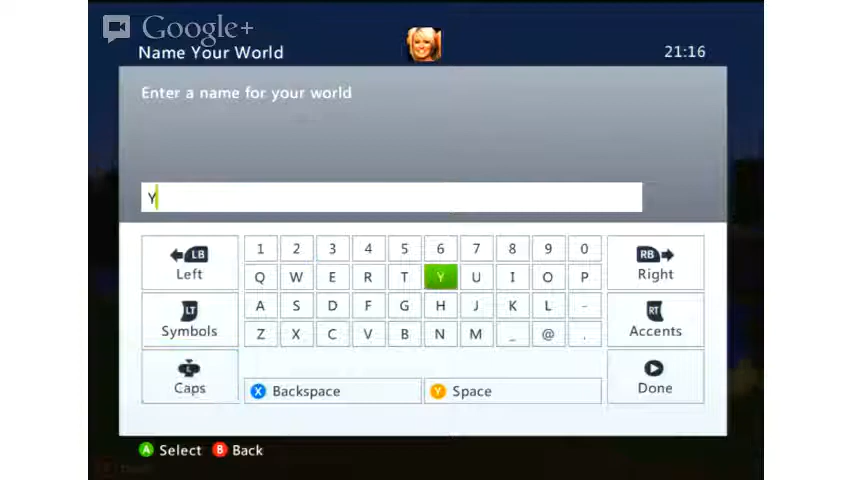 Google+
Name Your World
21:16
Enter a name for your world
Y
LB
Left
1 2 3 4 5 6 7 8 9 0
RB
Right
Q W E R T Y U I O P
LT
Symbols
A S D F G H J K L -
RT
Accents
Z X C V B N M _ @ .
L
Caps
X Backspace
Y Space
Done
A Select B Back